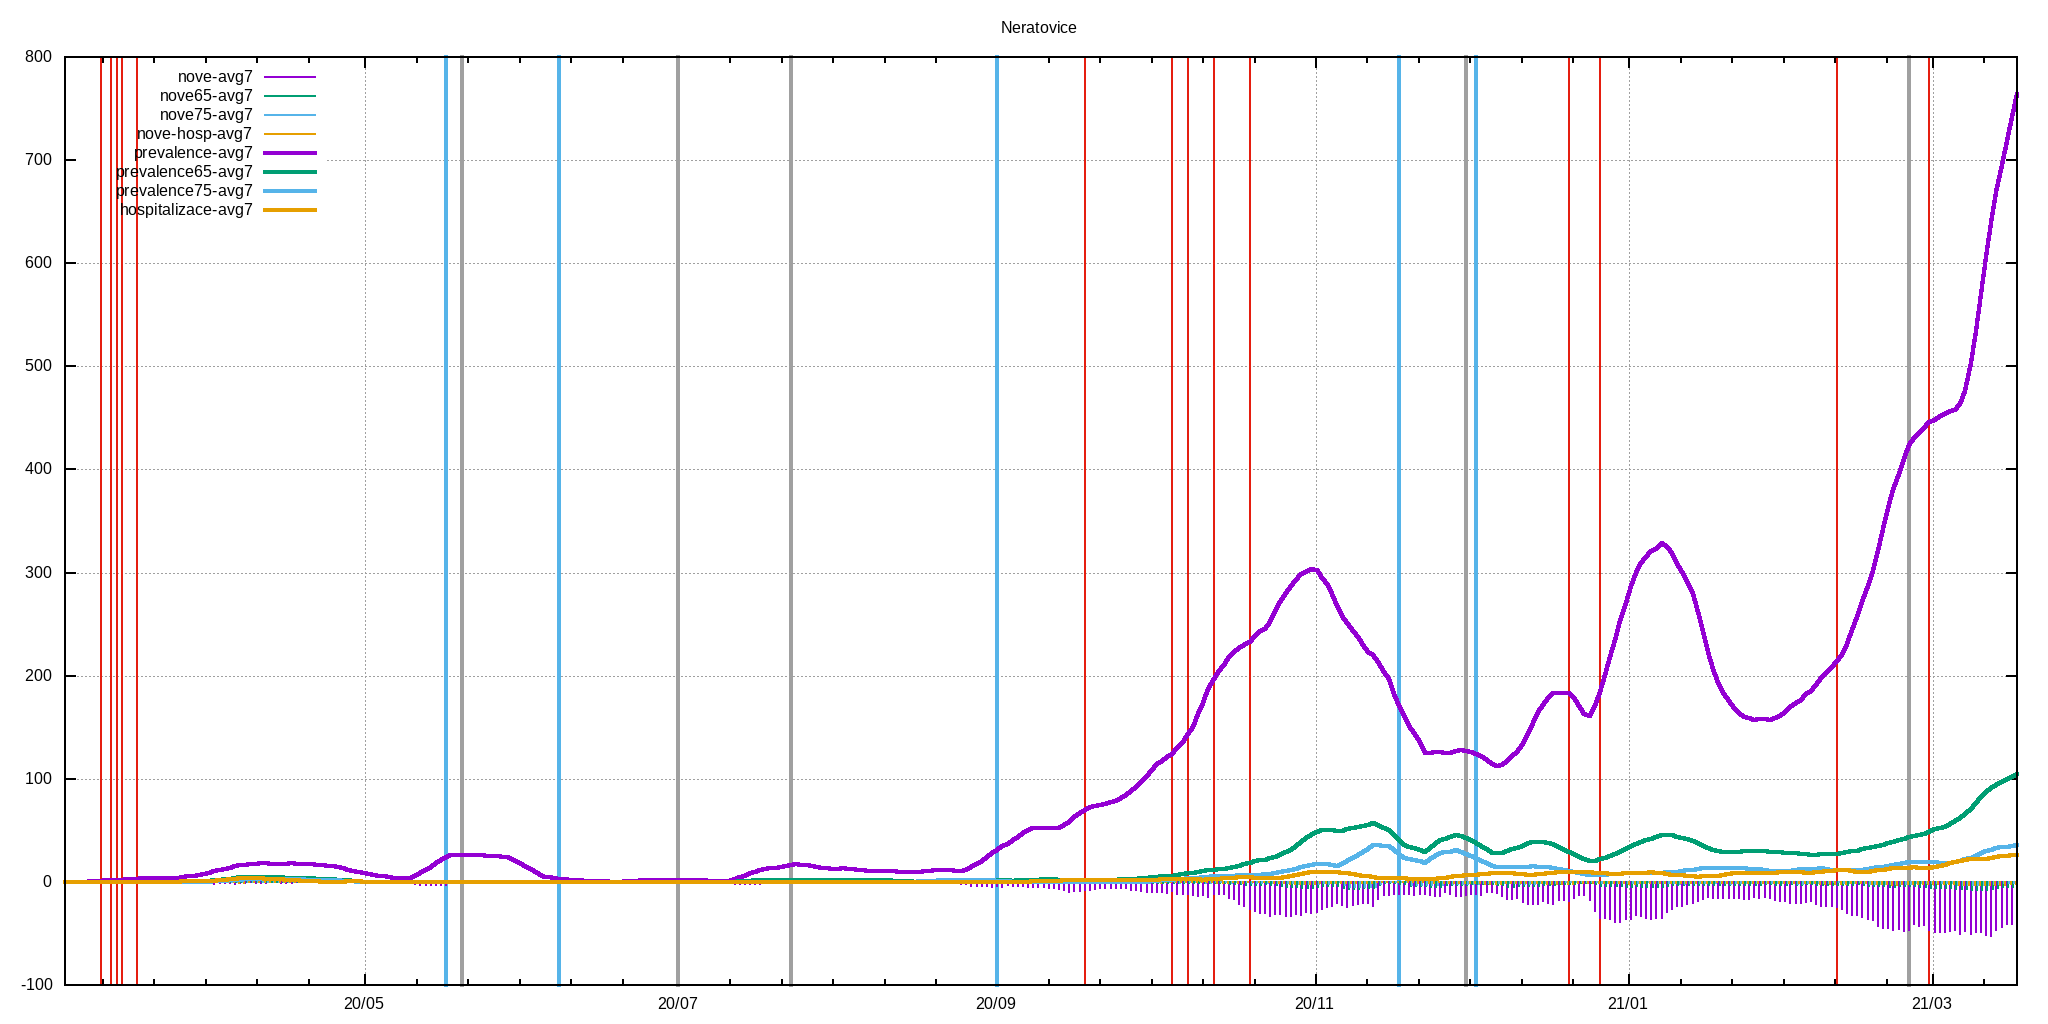 Neratovice
800
700
600
500
400
300
200
100
0
-100
nove-avg7
nove65-avg7
nove75-avg7
nove-hosp-avg7
prevalence-avg7
prevalence65-avg7
prevalence75-avg7
hospitalizace-avg7
20/05
20/07
20/09
20/11
21/01
21/03